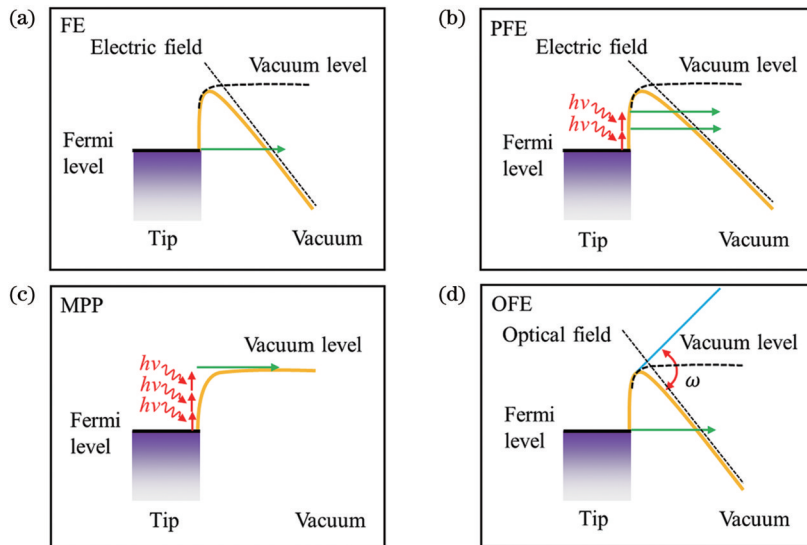 (a)
FE
Electric field
Vacuum level
Fermi
level
Tip
Vacuum
(b)
PFE
Electric field
Vacuum level
hν
hν
Fermi
level
Tip
Vacuum
(c)
MPP
Vacuum level
hν
hν
hν
Fermi
level
Tip
Vacuum
(d)
OFE
Optical field
Vacuum level
ω
Fermi
level
Tip
Vacuum